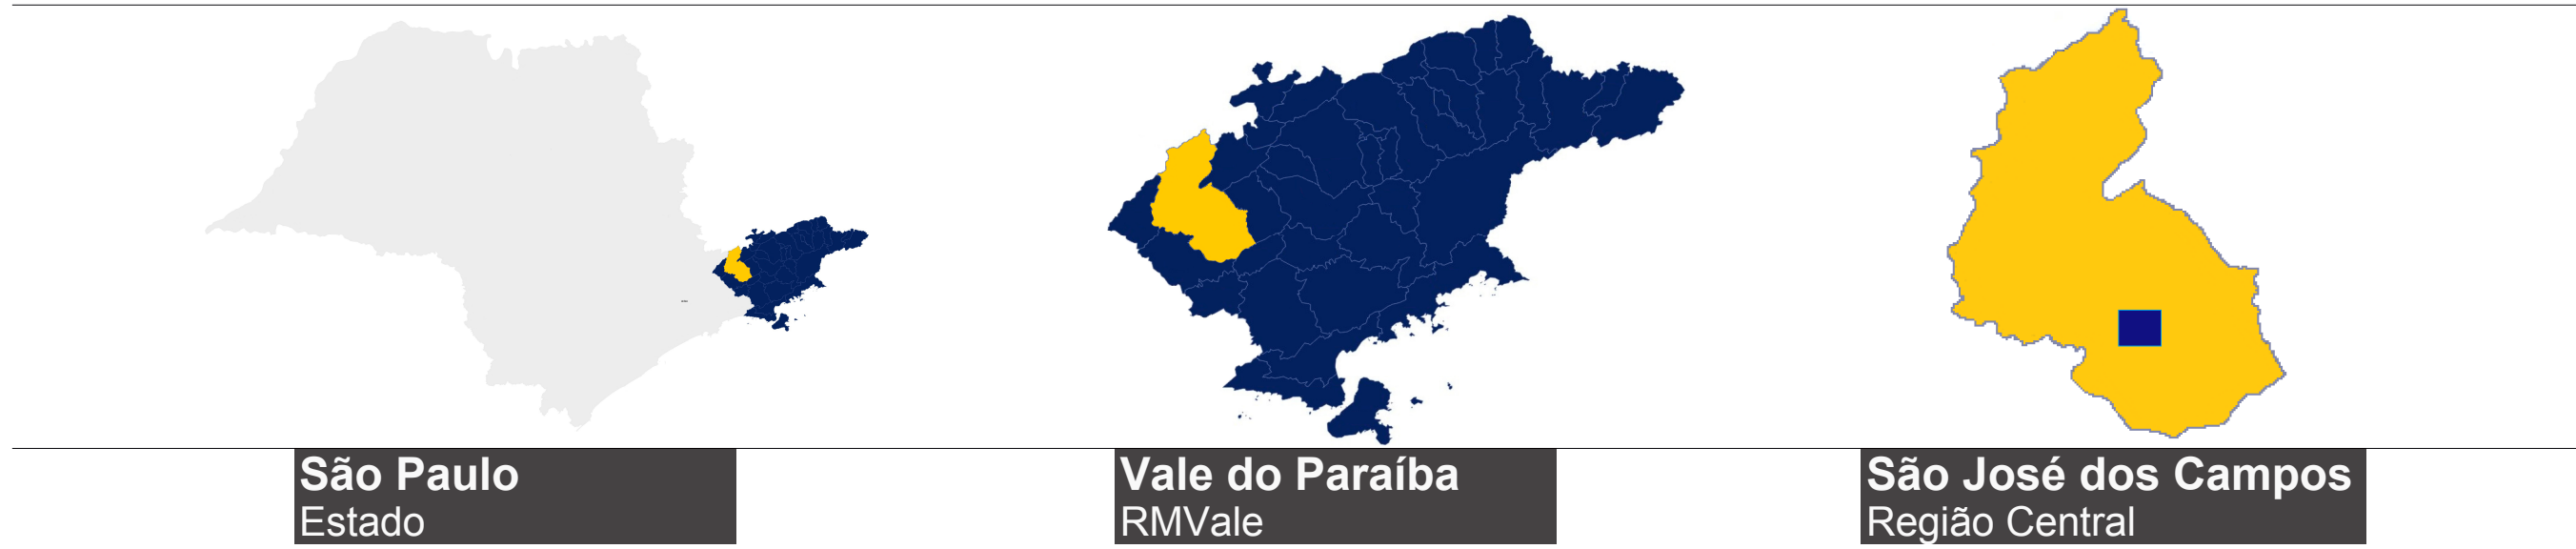 São Paulo
Estado
Vale do Paraíba
RMVale
São José dos Campos
Região Central